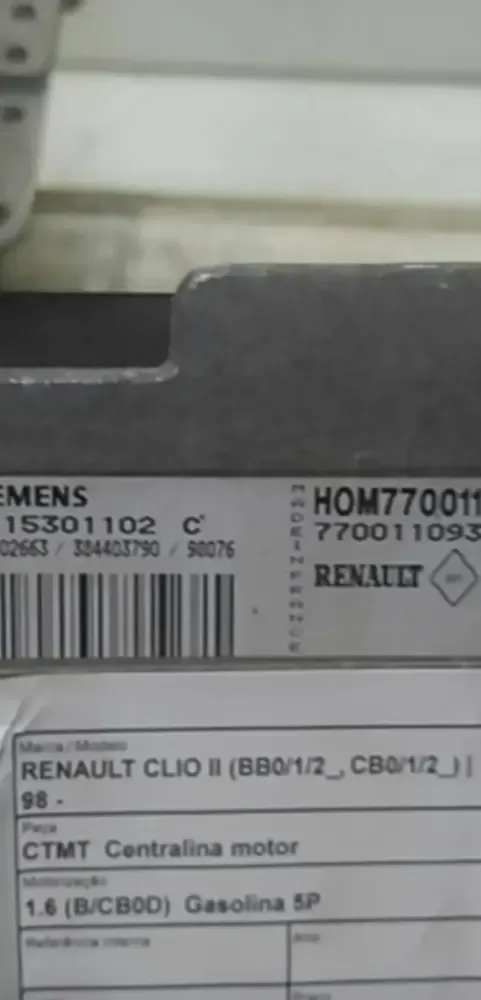 EMENS
15301102 C
02663 / 384403790 / 98076
MADE IN FRANCE
HOM770011
770011093
RENAULT
Marca / Modelo
RENAULT CLIO II (BB0/1/2_, CB0/1/2_) |
98 -
Peça
CTMT Centralina motor
Motorização
1.6 (B/CB0D) Gasolina 5P
Referência interna
Ano